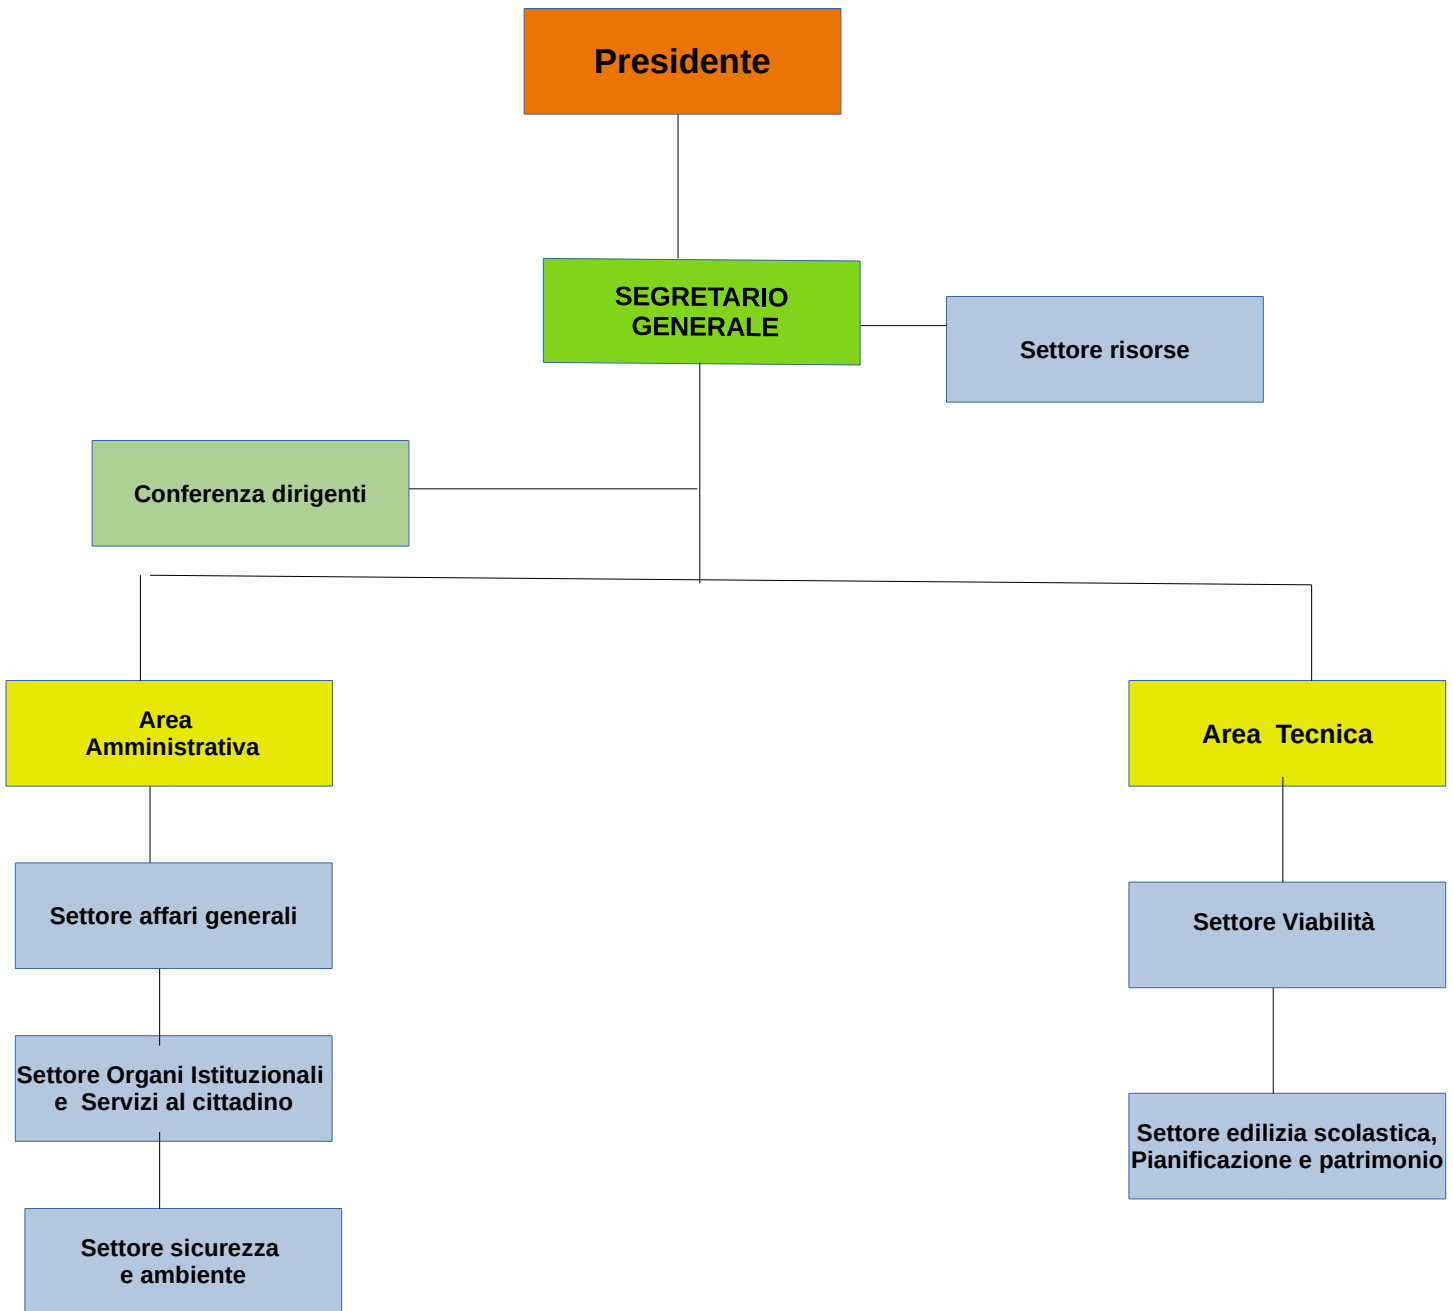 Presidente
SEGRETARIO
GENERALE
Settore risorse
Conferenza dirigenti
Area
Amministrativa
Area Tecnica
Settore affari generali
Settore Viabilità
Settore Organi Istituzionali
e Servizi al cittadino
Settore edilizia scolastica,
Pianificazione e patrimonio
Settore sicurezza
e ambiente